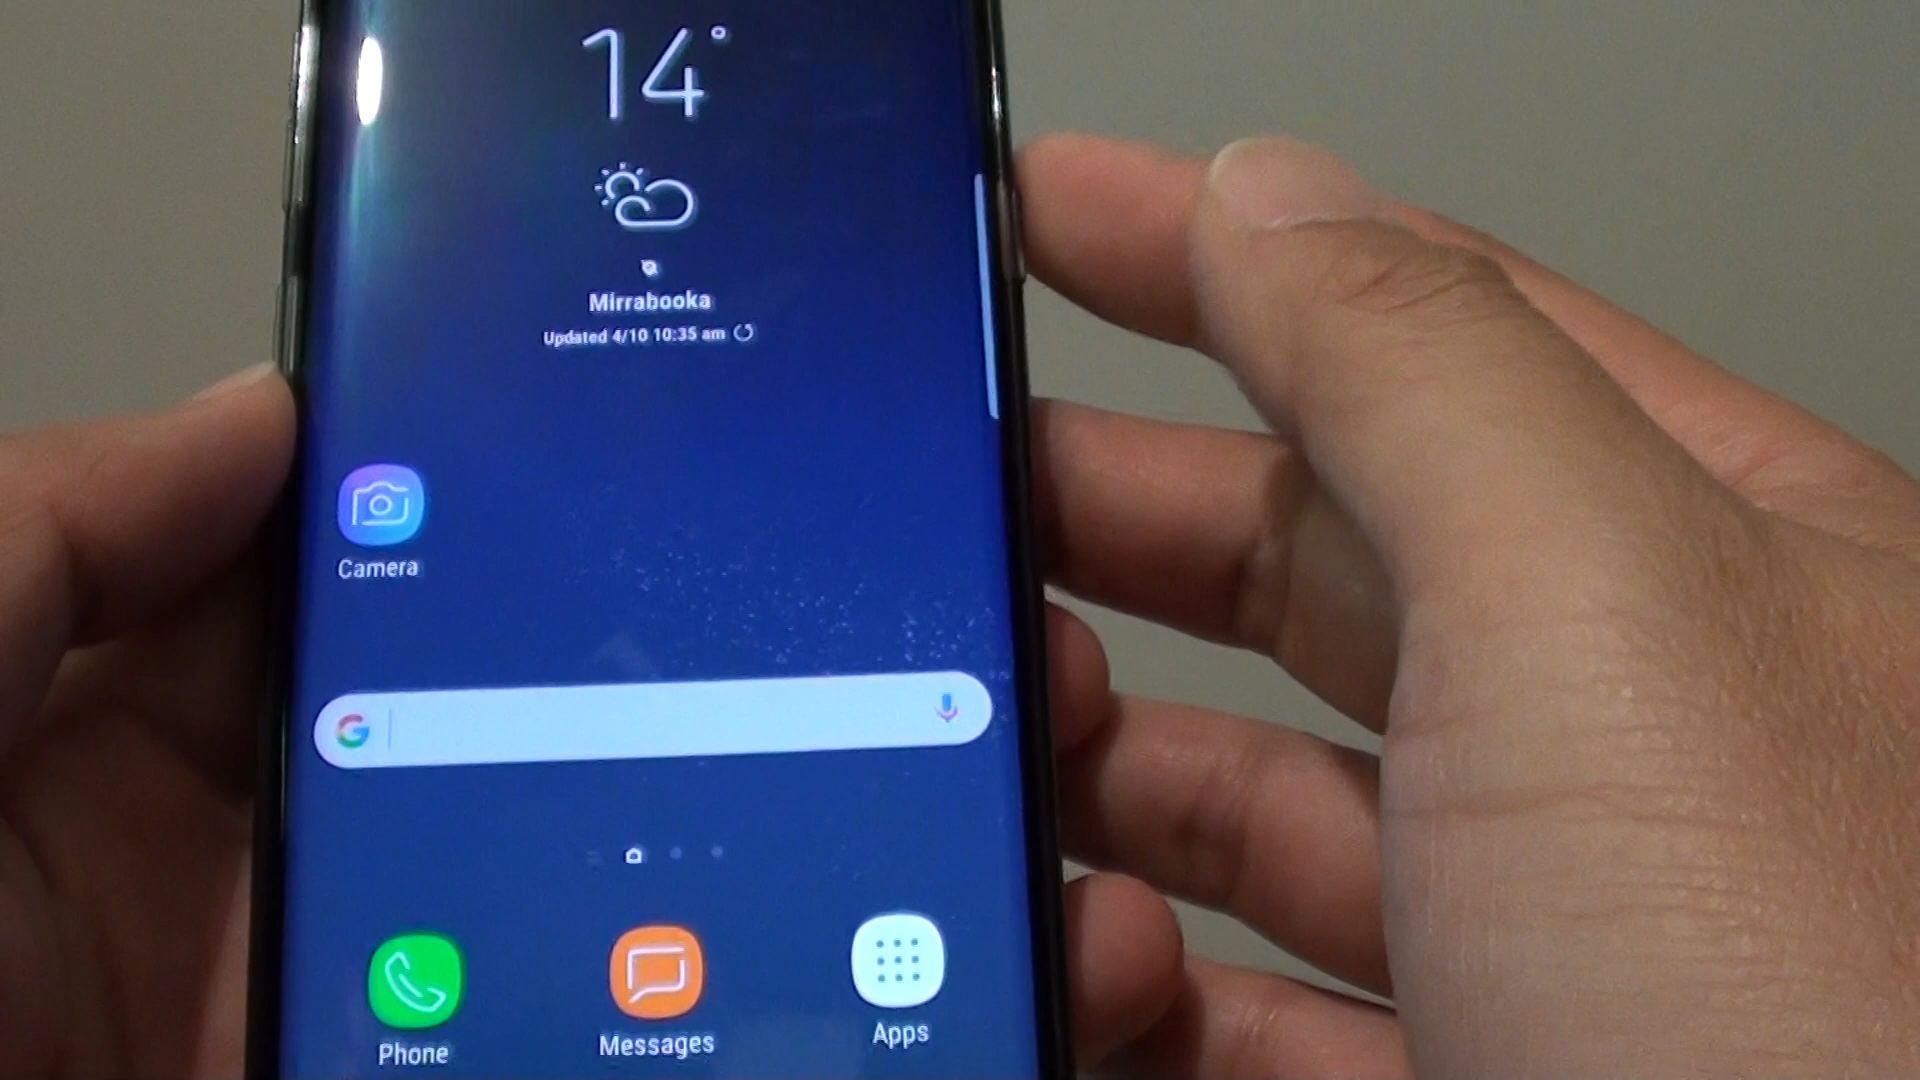 14°
Mirrabooka
Updated 4/10 10:35 am
Camera
G
Phone
Messages
Apps